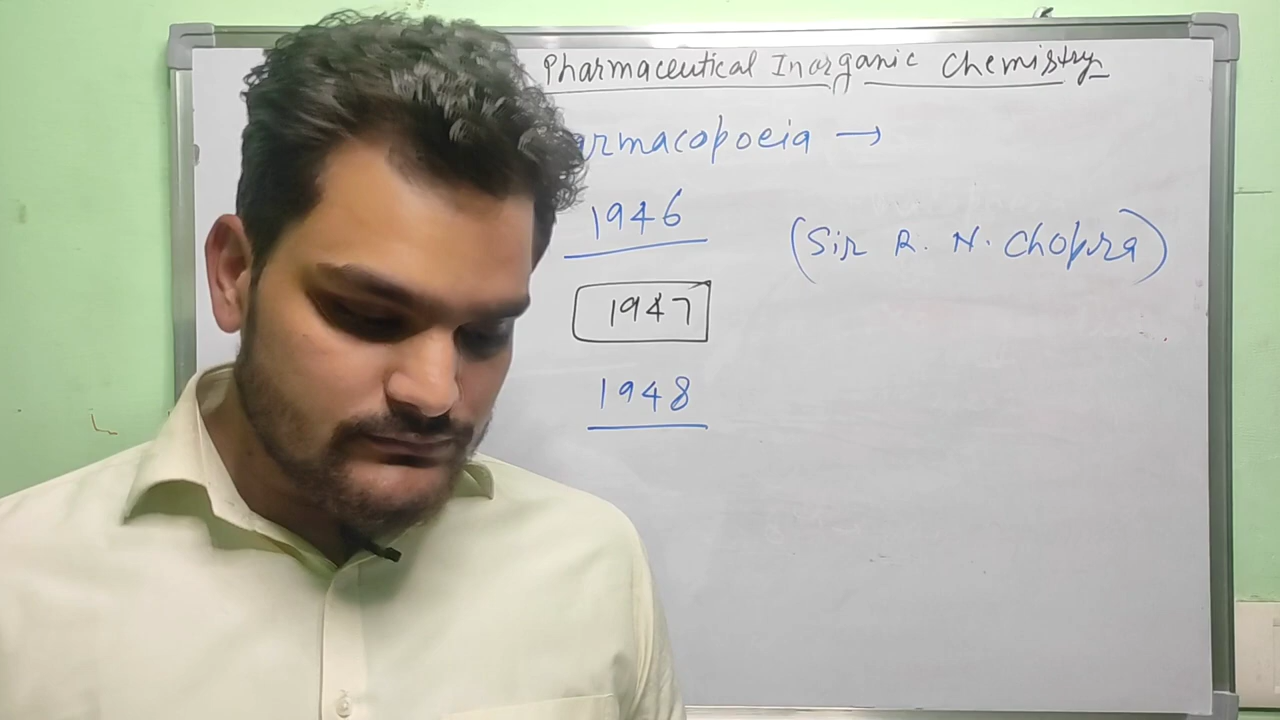 Pharmaceutical Inorganic Chemistry
armacopoeia →
1946
(Sir R. N. Chopra)
1947
1948